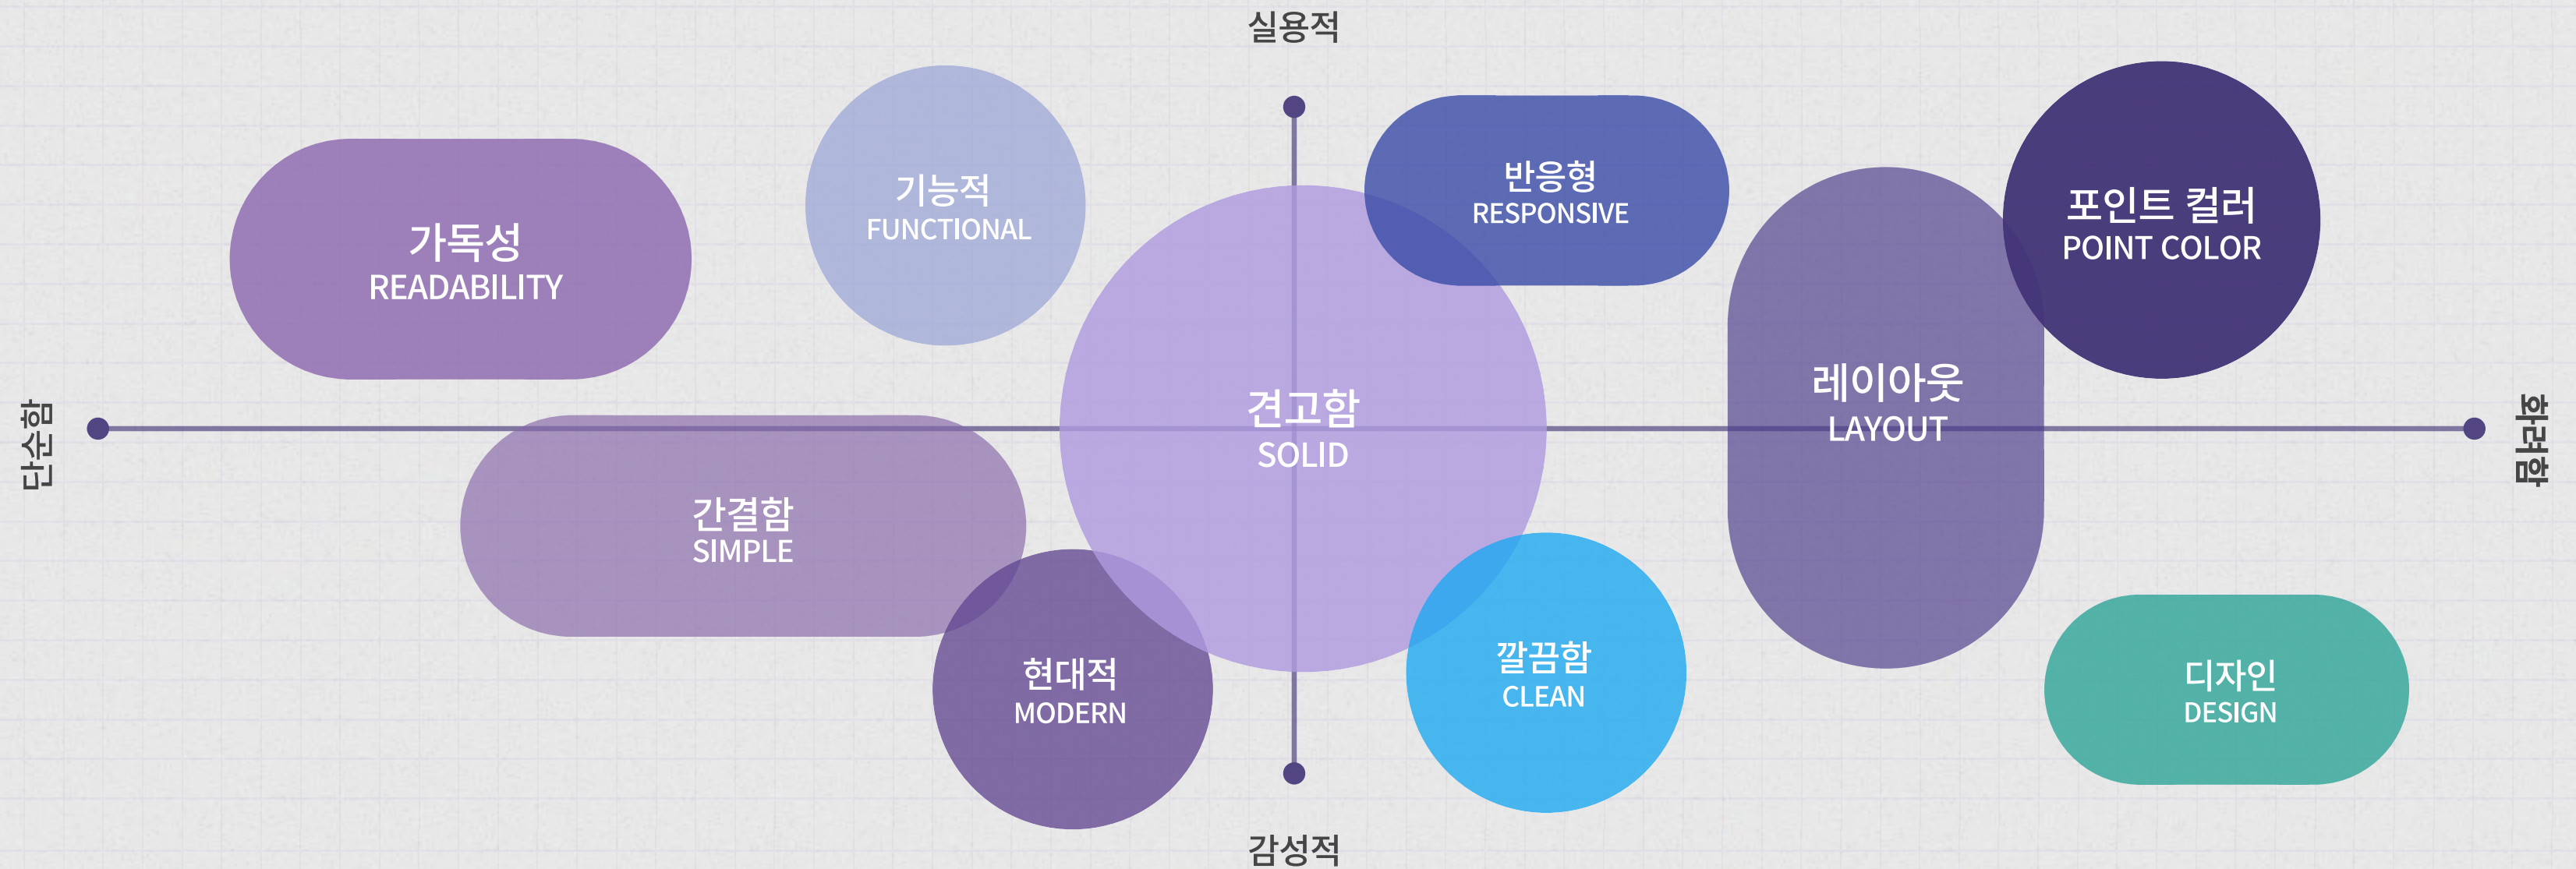 실용적
가독성
READABILITY
기능적
FUNCTIONAL
반응형
RESPONSIVE
포인트 컬러
POINT COLOR
단순함
견고함
SOLID
레이아웃
LAYOUT
화려함
간결함
SIMPLE
현대적
MODERN
깔끔함
CLEAN
디자인
DESIGN
감성적